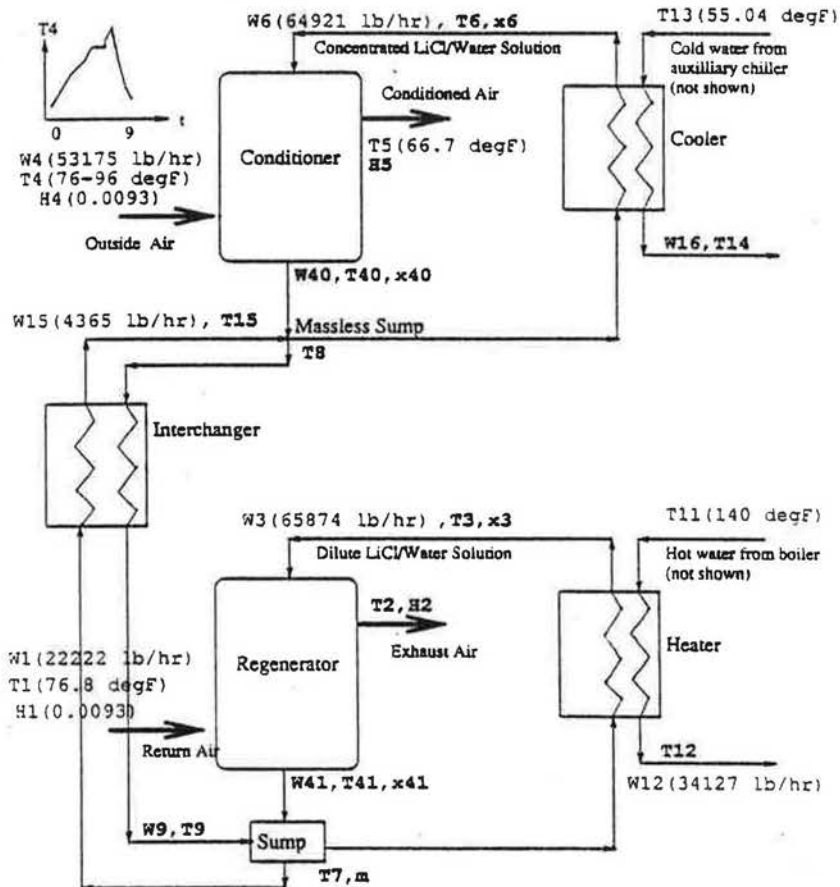 T4
W6(64921 lb/hr), T6,x6
T13(55.04 degF)
Concentrated LiCl/Water Solution
Cold water from
auxilliary chiller
(not shown)
0 9 t
Conditioner
Conditioned Air
T5(66.7 degF)
H5
Cooler
W4(53175 lb/hr)
T4(76-96 degF)
H4(0.0093)
Outside Air
W16,T14
W40,T40,x40
W15(4365 lb/hr), T15
Massless Sump
T8
Interchanger
W3(65874 lb/hr) ,T3,x3
T11(140 degF)
Dilute LiCl/Water Solution
Hot water from boiler
(not shown)
T2,H2
Regenerator
Exhaust Air
Heater
W1(22222 lb/hr)
T1(76.8 degF)
H1(0.0093)
Return Air
T12
W12(34127 lb/hr)
W41,T41,x41
W9,T9
Sump
T7,m